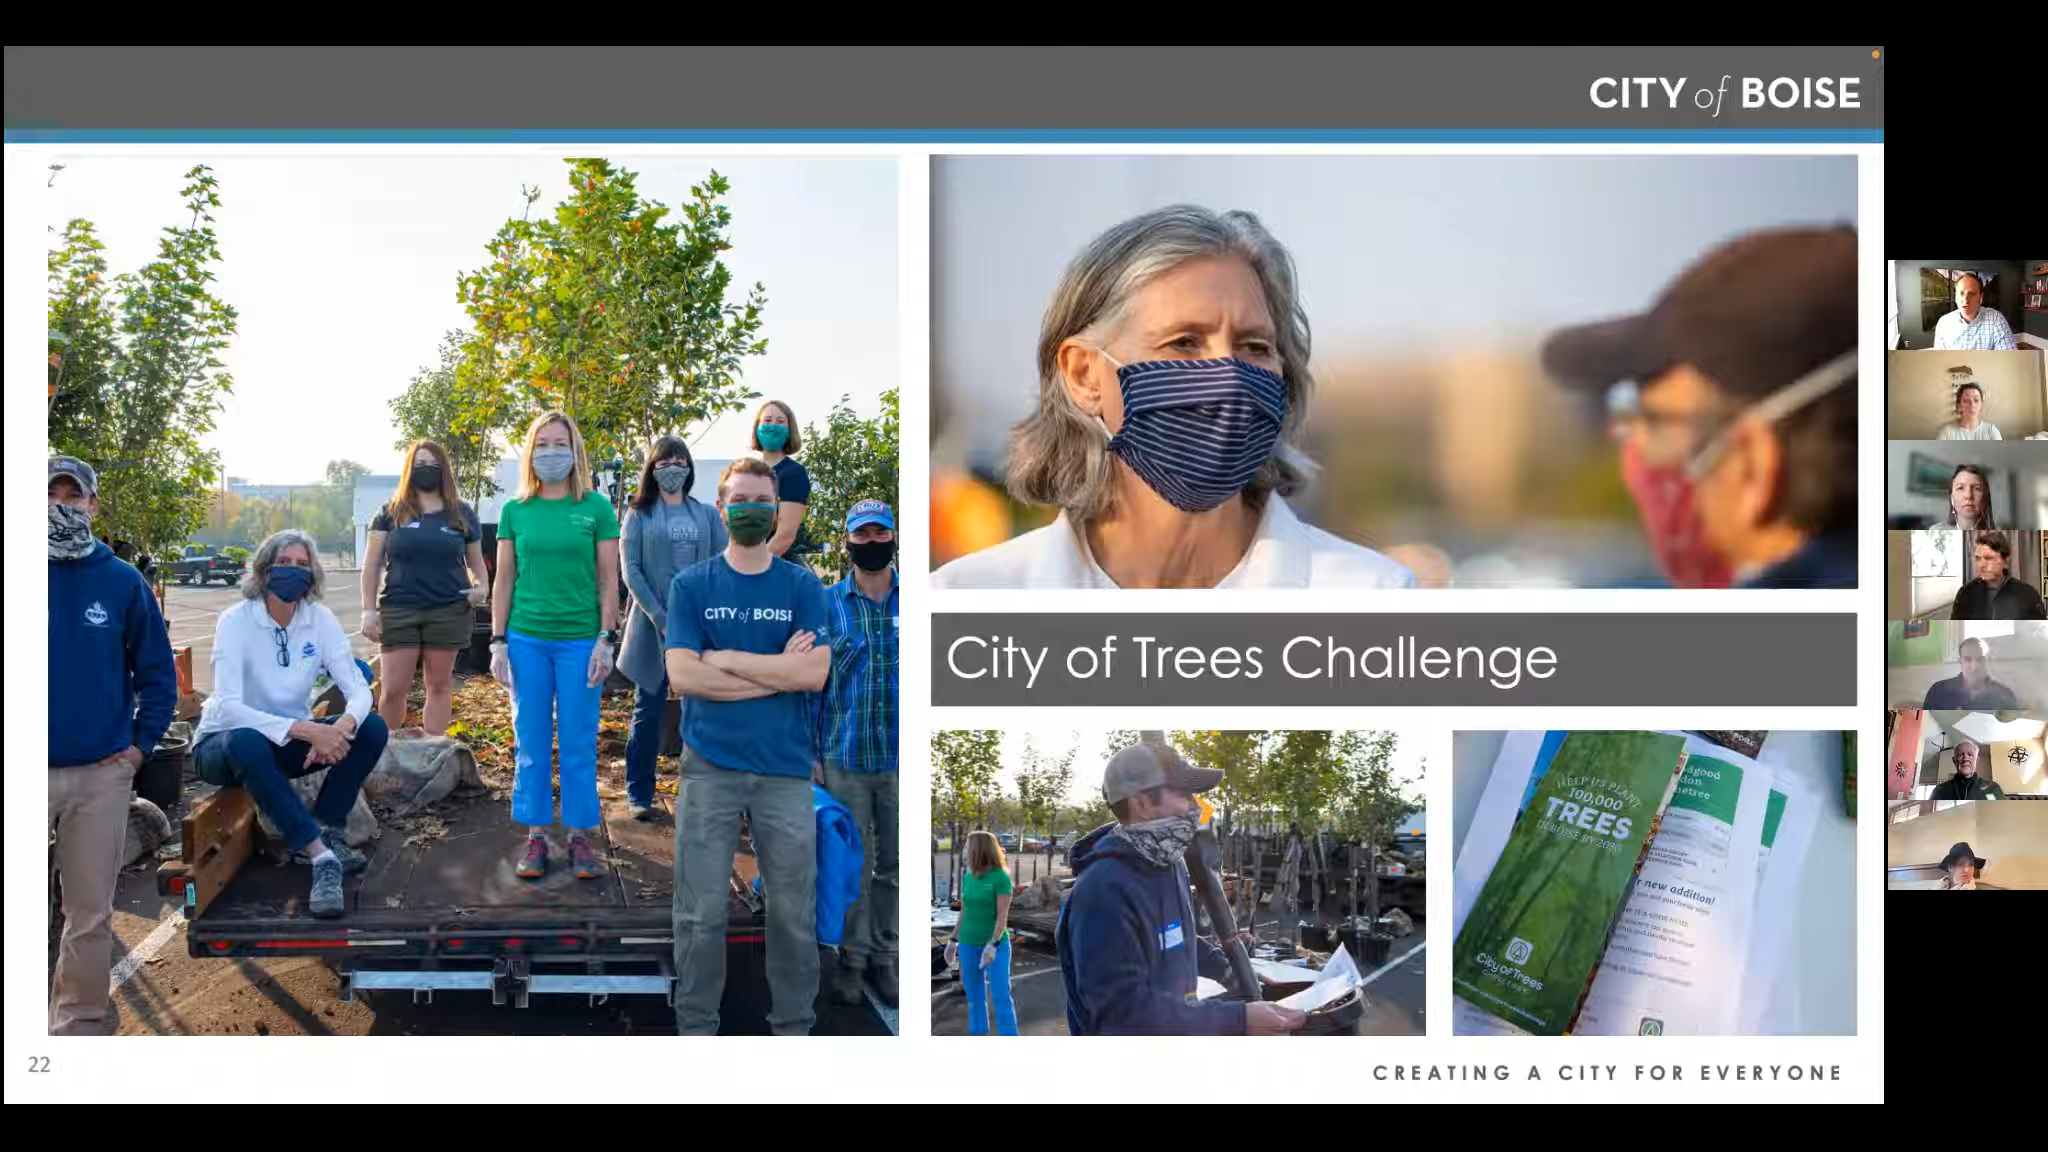 CITY of BOISE
CITY of BOISE
City of Trees Challenge
HELP US PLANT
100,000
TREES
IN BOISE BY 2030
City of Trees
new addition!
22
CREATING A CITY FOR EVERYONE